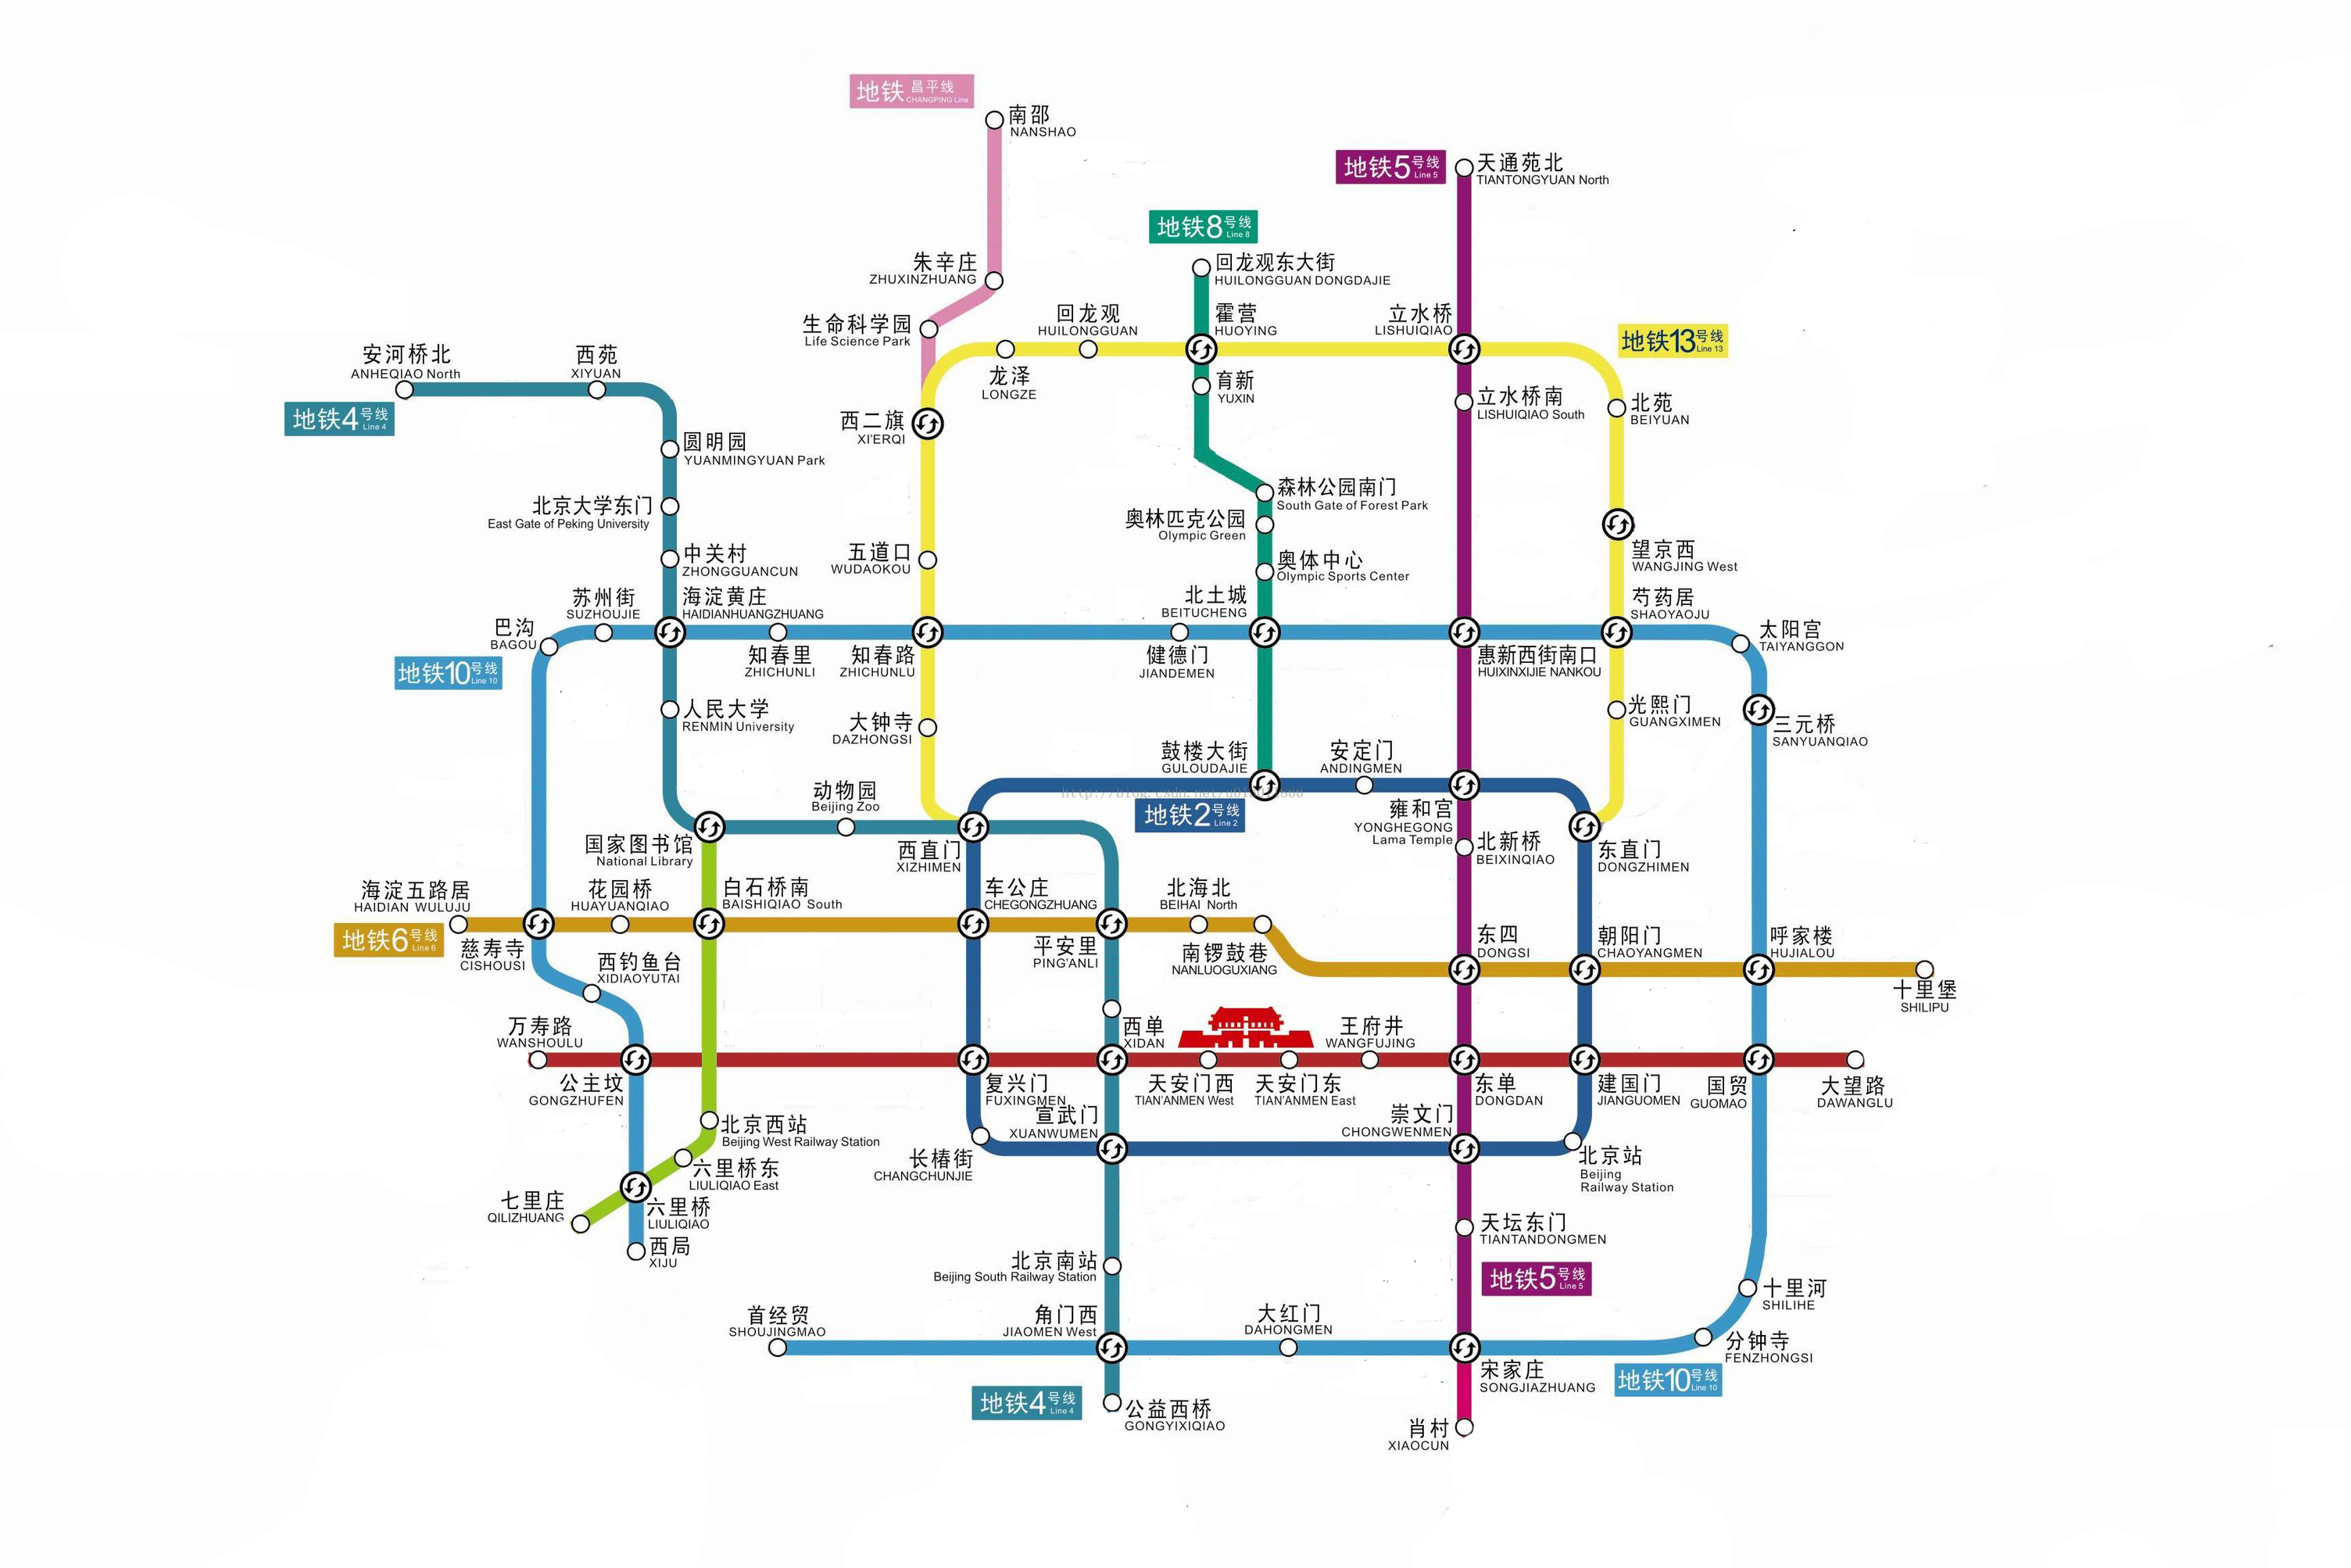 地铁 昌平线
CHANGPING Line
南邵
NANSHAO
地铁5号线
Line 5
天通苑北
TIANTONGYUAN North
地铁8号线
Line 8
回龙观东大街
HUILONGGUAN DONGDAJIE
朱辛庄
ZHUXINZHUANG
生命科学园
Life Science Park
回龙观
HUILONGGUAN
霍营
HUOYING
立水桥
LISHUIQIAO
地铁13号线
Line 13
安河桥北
ANHEQIAO North
西苑
XIYUAN
龙泽
LONGZE
育新
YUXIN
立水桥南
LISHUIQIAO South
北苑
BEIYUAN
地铁4号线
Line 4
西二旗
XI'ERQI
圆明园
YUANMINGYUAN Park
北京大学东门
East Gate of Peking University
森林公园南门
South Gate of Forest Park
奥林匹克公园
Olympic Green
中关村
ZHONGGUANCUN
五道口
WUDAOKOU
奥体中心
Olympic Sports Center
望京西
WANGJING West
苏州街
SUZHOUJIE
海淀黄庄
HAIDIANHUANGZHUANG
北土城
BEITUCHENG
芍药居
SHAOYAOJU
巴沟
BAGOU
太阳宫
TAIYANGGON
地铁10号线
Line 10
知春里
ZHICHUNLI
知春路
ZHICHUNLU
健德门
JIANDEMEN
惠新西街南口
HUIXINXIJIE NANKOU
人民大学
RENMIN University
大钟寺
DAZHONGSI
光熙门
GUANGXIMEN
三元桥
SANYUANQIAO
鼓楼大街
GULOUDAJIE
安定门
ANDINGMEN
动物园
Beijing Zoo
地铁2号线
Line 2
雍和宫
YONGHEGONG
Lama Temple
国家图书馆
National Library
西直门
XIZHIMEN
北新桥
BEIXINQIAO
东直门
DONGZHIMEN
海淀五路居
HAIDIAN WULUJU
花园桥
HUAYUANQIAO
白石桥南
BAISHIQIAO South
车公庄
CHEGONGZHUANG
北海北
BEIHAI North
地铁6号线
Line 6
慈寿寺
CISHOUSI
平安里
PING'ANLI
南锣鼓巷
NANLUOGUXIANG
东四
DONGSI
朝阳门
CHAOYANGMEN
呼家楼
HUJIALOU
西钓鱼台
XIDIAOYUTAI
十里堡
SHILIPU
万寿路
WANSHOULU
西单
XIDAN
王府井
WANGFUJING
公主坟
GONGZHUFEN
复兴门
FUXINGMEN
天安门西
TIAN'ANMEN West
天安门东
TIAN'ANMEN East
东单
DONGDAN
建国门
JIANGUOMEN
国贸
GUOMAO
大望路
DAWANGLU
北京西站
Beijing West Railway Station
宣武门
XUANWUMEN
崇文门
CHONGWENMEN
六里桥东
LIULIQIAO East
长椿街
CHANGCHUNJIE
北京站
Beijing
Railway Station
七里庄
QILIZHUANG
六里桥
LIULIQIAO
西局
XIJU
天坛东门
TIANTANDONGMEN
北京南站
Beijing South Railway Station
地铁5号线
Line 5
十里河
SHILIHE
首经贸
SHOUJINGMAO
角门西
JIAOMEN West
大红门
DAHONGMEN
分钟寺
FENZHONGSI
宋家庄
SONGJIAZHUANG
地铁10号线
Line 10
地铁4号线
Line 4
公益西桥
GONGYIXIQIAO
肖村
XIAOCUN